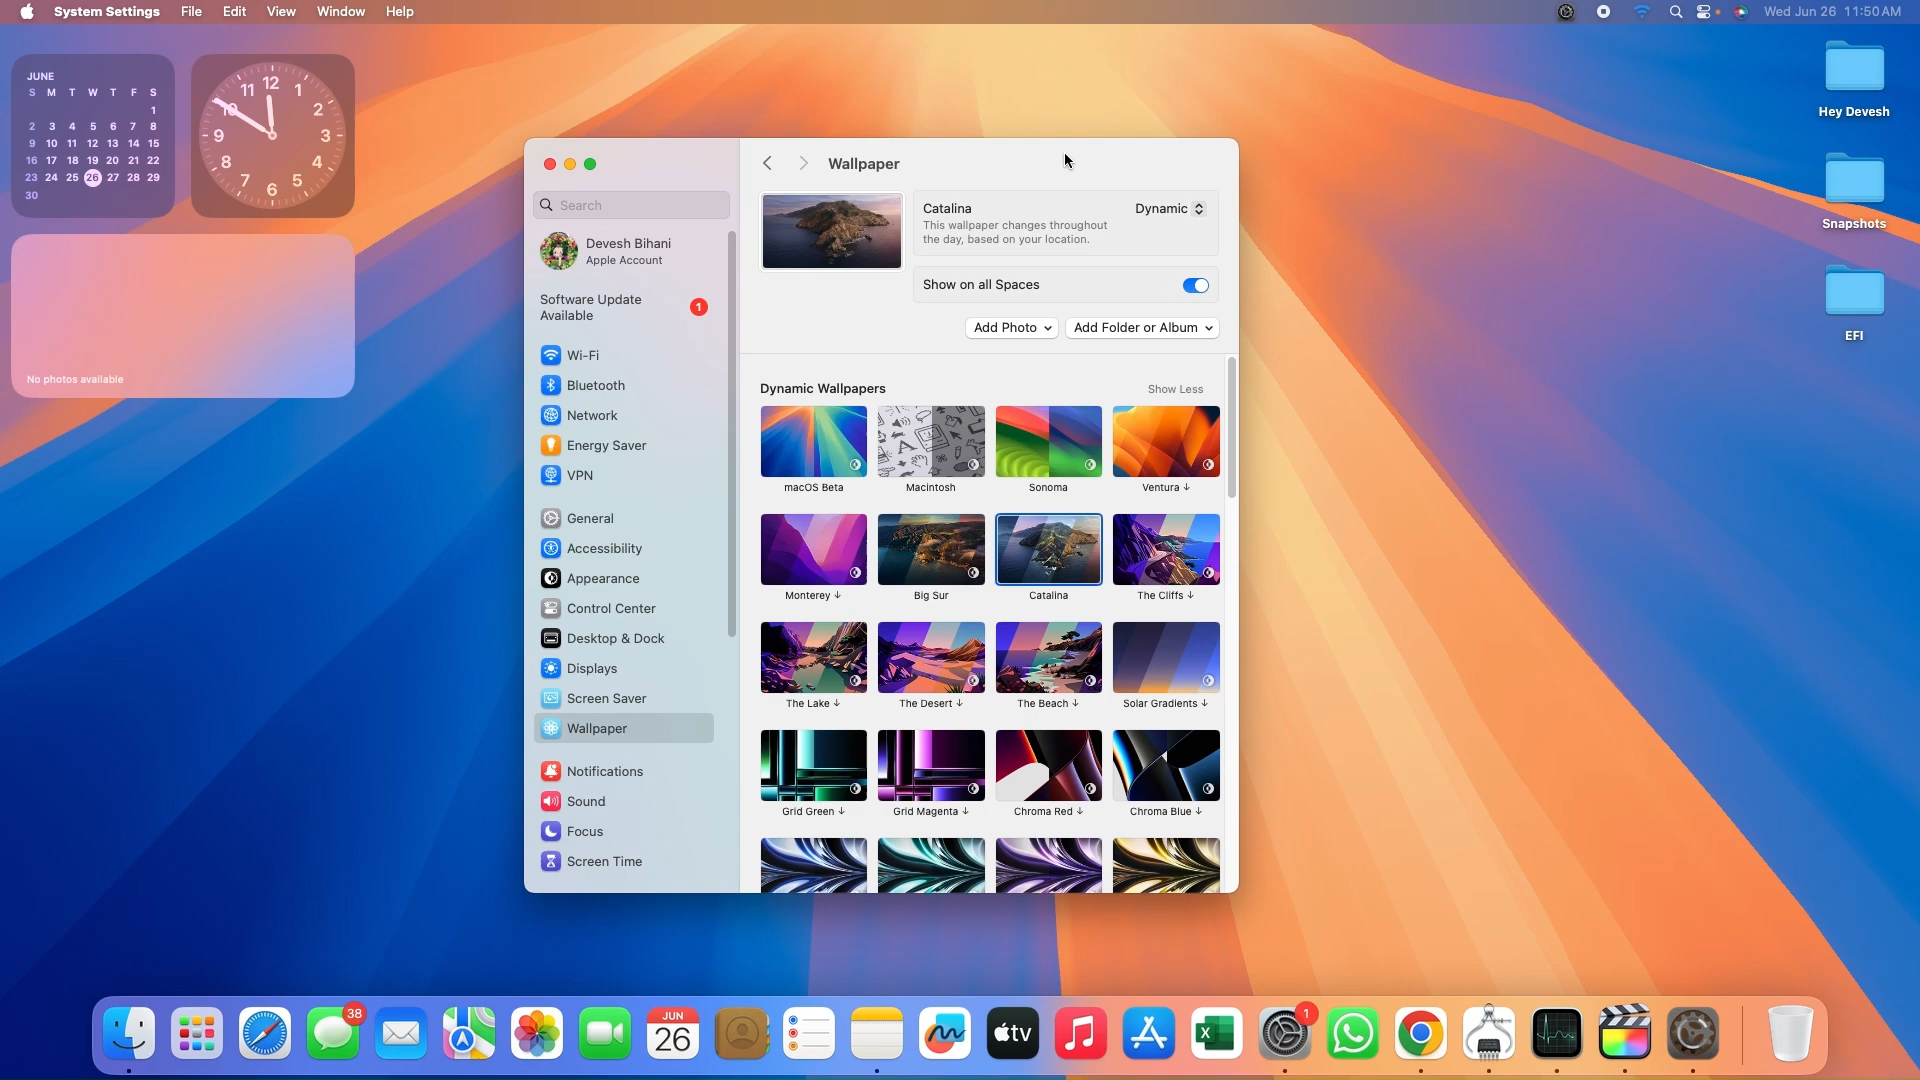 System Settings File Edit View Window Help
Wed Jun 26 11:50 AM
JUNE
S M T W T F S
1
2 3 4 5 6 7 8
9 10 11 12 13 14 15
16 17 18 19 20 21 22
23 24 25 26 27 28 29
30
12 1 2 3 4 5 6 7 8 9 10 11
No photos available
Hey Devesh
Snapshots
EFI
Search
Devesh Bihani
Apple Account
Software Update
Available
1
Wi-Fi
Bluetooth
Network
Energy Saver
VPN
General
Accessibility
Appearance
Control Center
Desktop & Dock
Displays
Screen Saver
Wallpaper
Notifications
Sound
Focus
Screen Time
Wallpaper
Catalina
Dynamic
This wallpaper changes throughout
the day, based on your location.
Show on all Spaces
Add Photo
Add Folder or Album
Dynamic Wallpapers
Show Less
macOS Beta
Macintosh
Sonoma
Ventura ↓
Monterey ↓
Big Sur
Catalina
The Cliffs ↓
The Lake ↓
The Desert ↓
The Beach ↓
Solar Gradients ↓
Grid Green ↓
Grid Magenta ↓
Chroma Red ↓
Chroma Blue ↓
38
JUN
26
tv
X
1